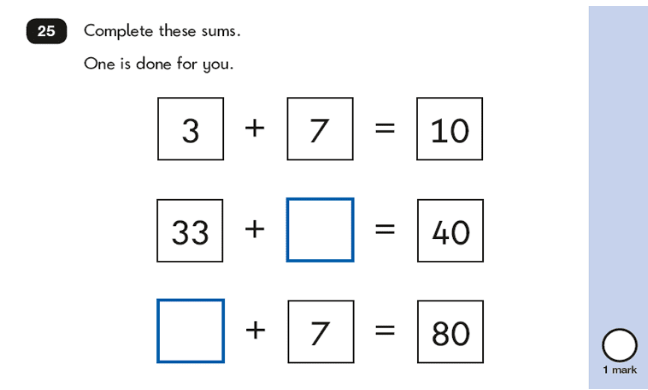 25 Complete these sums.
One is done for you.
3 + 7 = 10
33 + = 40
+ 7 = 80
1 mark